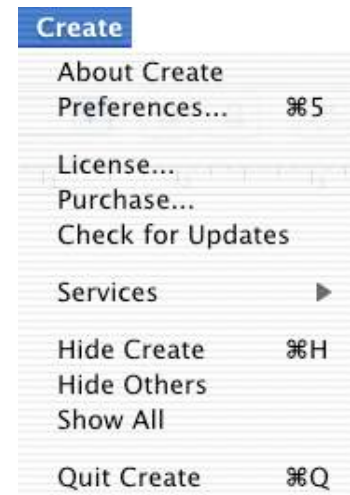 Create
About Create
Preferences... ⌘5
License...
Purchase...
Check for Updates
Services ▶
Hide Create ⌘H
Hide Others
Show All
Quit Create ⌘Q